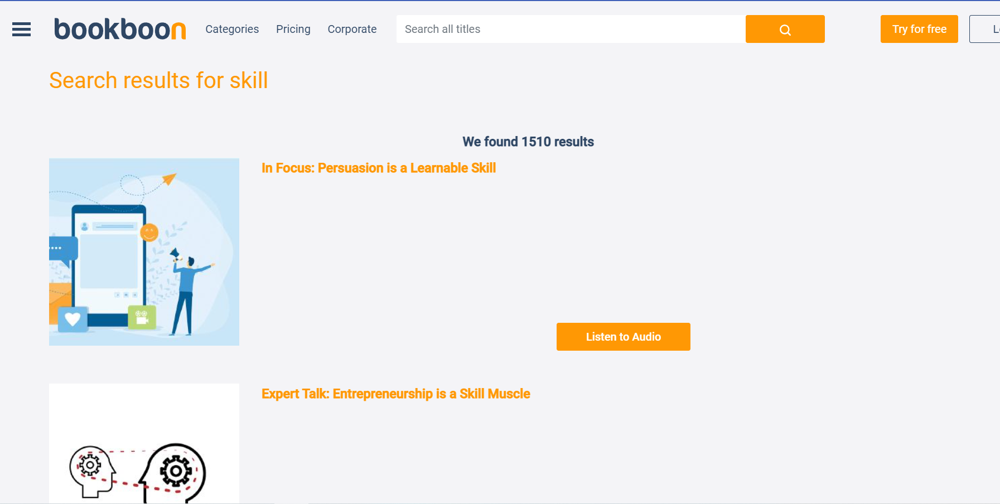 bookboon
Categories
Pricing
Corporate
Search all titles
Try for free
Search results for skill
We found 1510 results
In Focus: Persuasion is a Learnable Skill
Listen to Audio
Expert Talk: Entrepreneurship is a Skill Muscle